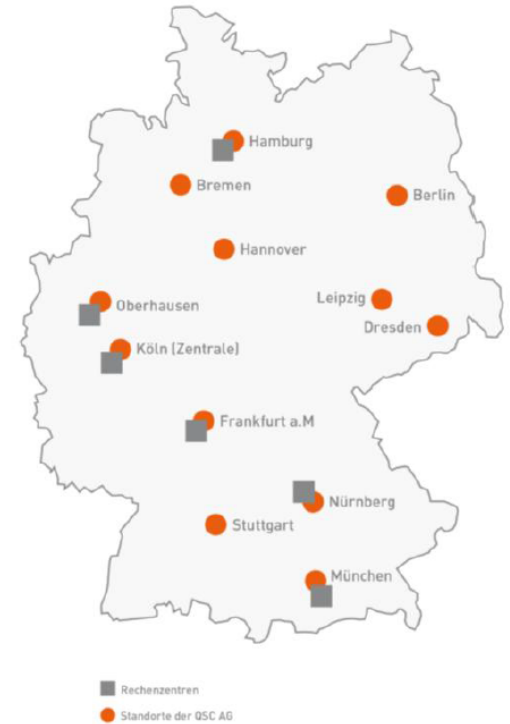 Hamburg
Bremen
Berlin
Hannover
Leipzig
Oberhausen
Dresden
Köln (Zentrale)
Frankfurt a.M
Nürnberg
Stuttgart
München
Rechenzentren
Standorte der QSC AG